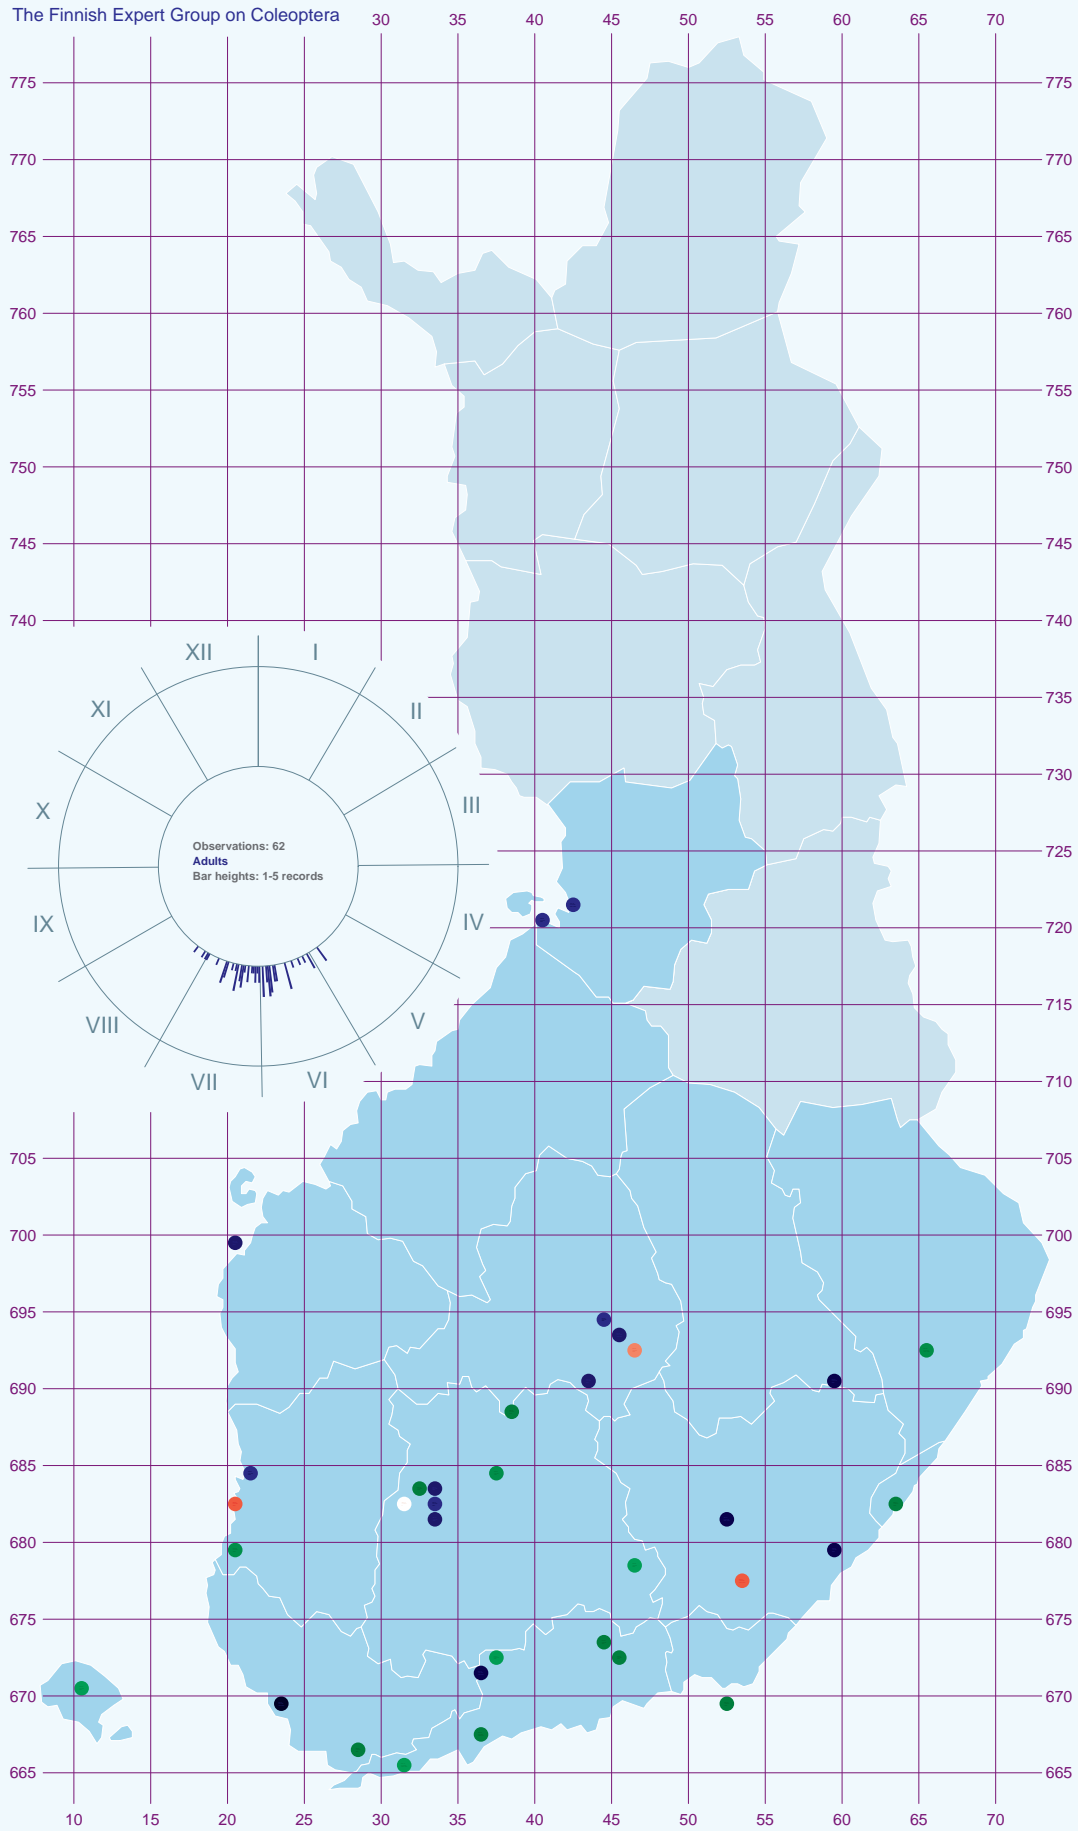 The Finnish Expert Group on Coleoptera 30 35 40 45 50 55 60 65 70
775 775
770 770
765 765
760 760
755 755
750 750
745 745
740 740
XII I
735
XI II
730
X III
Observations: 62
Adults
Bar heights: 1-5 records
725
IX IV
720
VIII V
715
VII VI
710
705 705
700 700
695 695
690 690
685 685
680 680
675 675
670 670
665 665
10 15 20 25 30 35 40 45 50 55 60 65 70